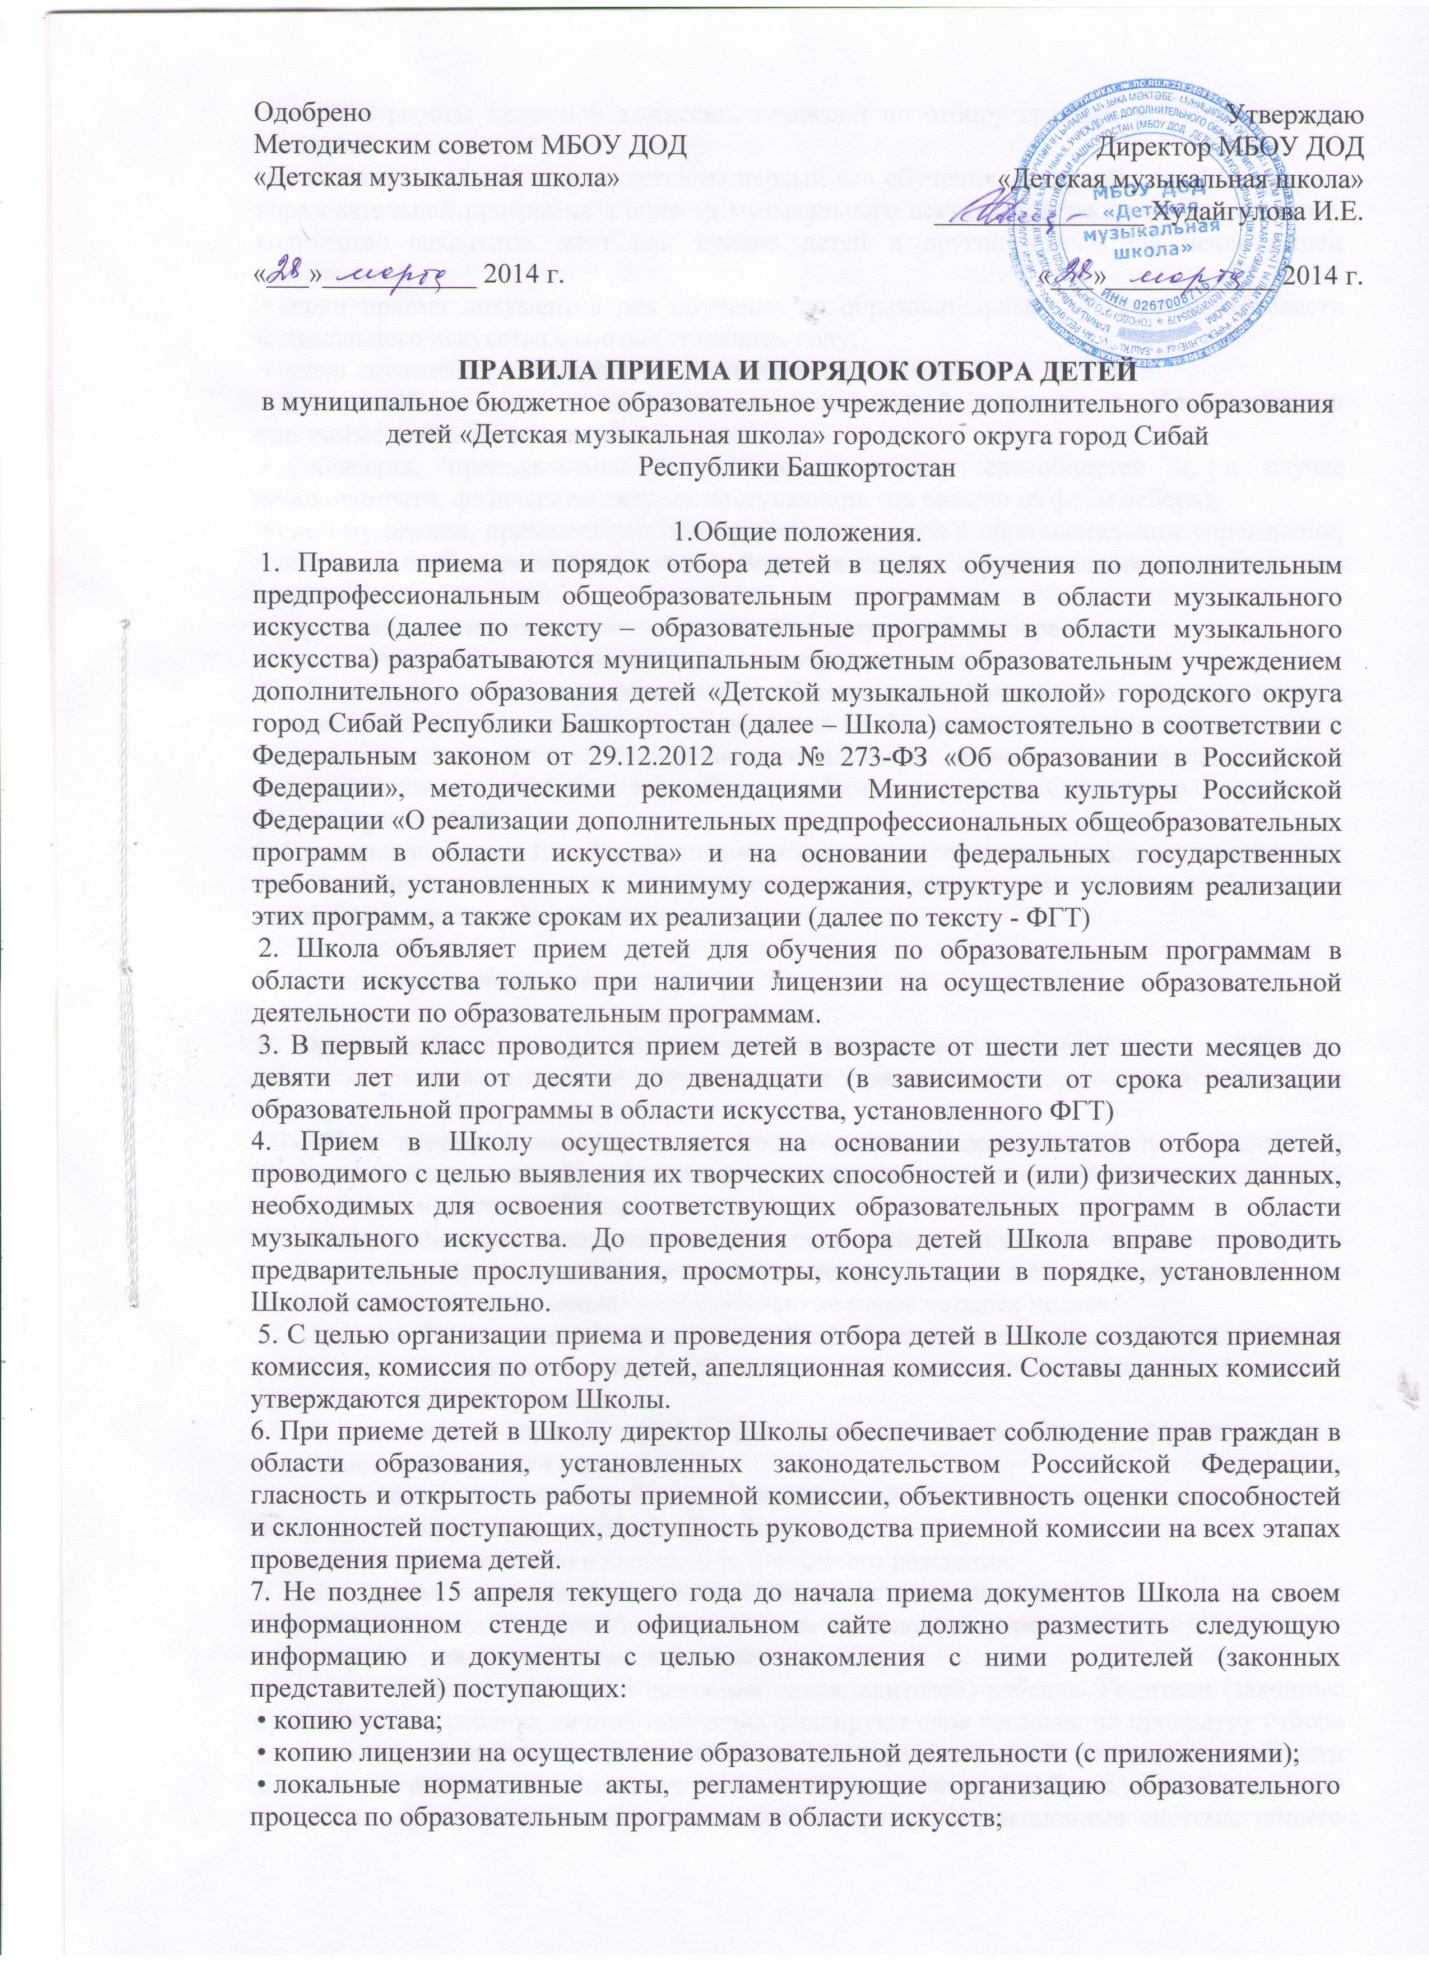 Одобрено Утверждаю
Методическим советом МБОУ ДОД Директор МБОУ ДОД
«Детская музыкальная школа» «Детская музыкальная школа»
Худайгулова И.Е.
«28» марта 2014 г. «28» марта 2014 г.
МБОУ ДОД
«Детская
музыкальная
школа»
ПРАВИЛА ПРИЕМА И ПОРЯДОК ОТБОРА ДЕТЕЙ
в муниципальное бюджетное образовательное учреждение дополнительного образования
детей «Детская музыкальная школа» городского округа город Сибай
Республики Башкортостан
1.Общие положения.
1. Правила приема и порядок отбора детей в целях обучения по дополнительным
предпрофессиональным общеобразовательным программам в области музыкального
искусства (далее по тексту – образовательные программы в области музыкального
искусства) разрабатываются муниципальным бюджетным образовательным учреждением
дополнительного образования детей «Детской музыкальной школой» городского округа
город Сибай Республики Башкортостан (далее – Школа) самостоятельно в соответствии с
Федеральным законом от 29.12.2012 года № 273-ФЗ «Об образовании в Российской
Федерации», методическими рекомендациями Министерства культуры Российской
Федерации «О реализации дополнительных предпрофессиональных общеобразовательных
программ в области искусства» и на основании федеральных государственных
требований, установленных к минимуму содержания, структуре и условиям реализации
этих программ, а также срокам их реализации (далее по тексту - ФГТ)
2. Школа объявляет прием детей для обучения по образовательным программам в
области искусства только при наличии лицензии на осуществление образовательной
деятельности по образовательным программам.
3. В первый класс проводится прием детей в возрасте от шести лет шести месяцев до
девяти лет или от десяти до двенадцати (в зависимости от срока реализации
образовательной программы в области искусства, установленного ФГТ)
4. Прием в Школу осуществляется на основании результатов отбора детей,
проводимого с целью выявления их творческих способностей и (или) физических данных,
необходимых для освоения соответствующих образовательных программ в области
музыкального искусства. До проведения отбора детей Школа вправе проводить
предварительные прослушивания, просмотры, консультации в порядке, установленном
Школой самостоятельно.
5. С целью организации приема и проведения отбора детей в Школе создаются приемная
комиссия, комиссия по отбору детей, апелляционная комиссия. Составы данных комиссий
утверждаются директором Школы.
6. При приеме детей в Школу директор Школы обеспечивает соблюдение прав граждан в
области образования, установленных законодательством Российской Федерации,
гласность и открытость работы приемной комиссии, объективность оценки способностей
и склонностей поступающих, доступность руководства приемной комиссии на всех этапах
проведения приема детей.
7. Не позднее 15 апреля текущего года до начала приема документов Школа на своем
информационном стенде и официальном сайте должно разместить следующую
информацию и документы с целью ознакомления с ними родителей (законных
представителей) поступающих:
• копию устава;
• копию лицензии на осуществление образовательной деятельности (с приложениями);
• локальные нормативные акты, регламентирующие организацию образовательного
процесса по образовательным программам в области искусств;